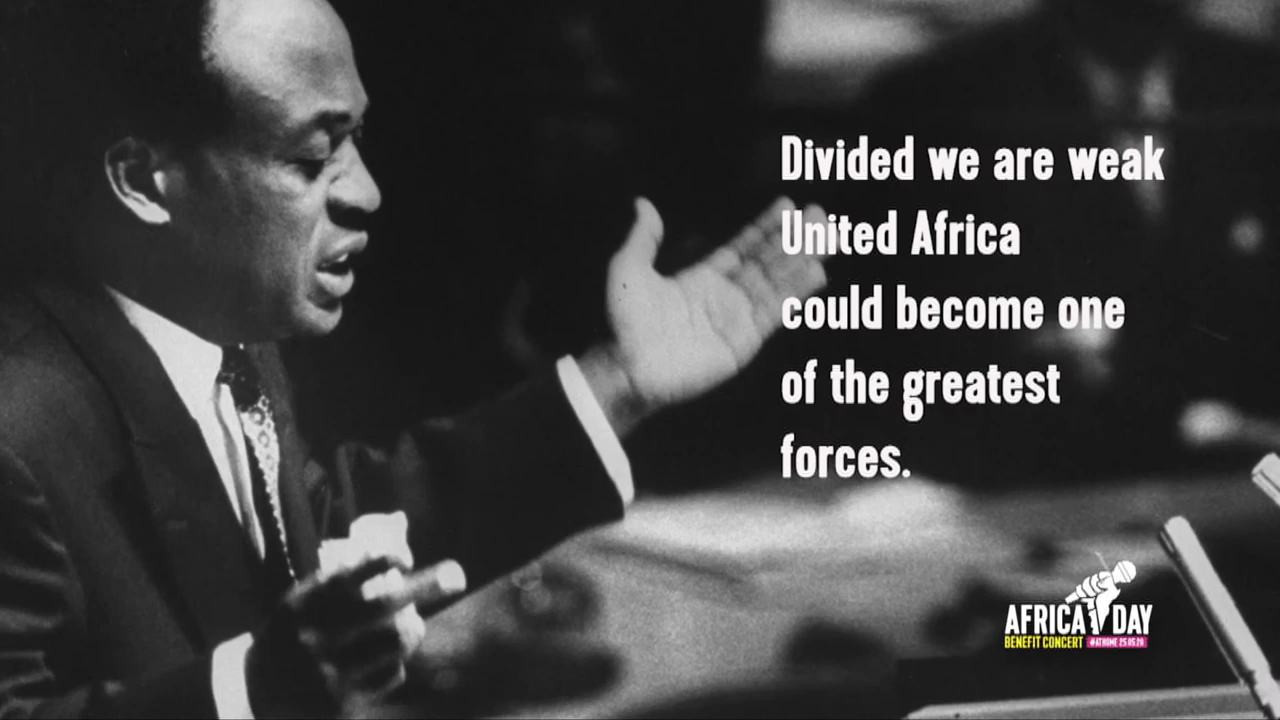 Divided we are weak
United Africa
could become one
of the greatest
forces.
AFRICA DAY
BENEFIT CONCERT #ATHOME 25.05.20